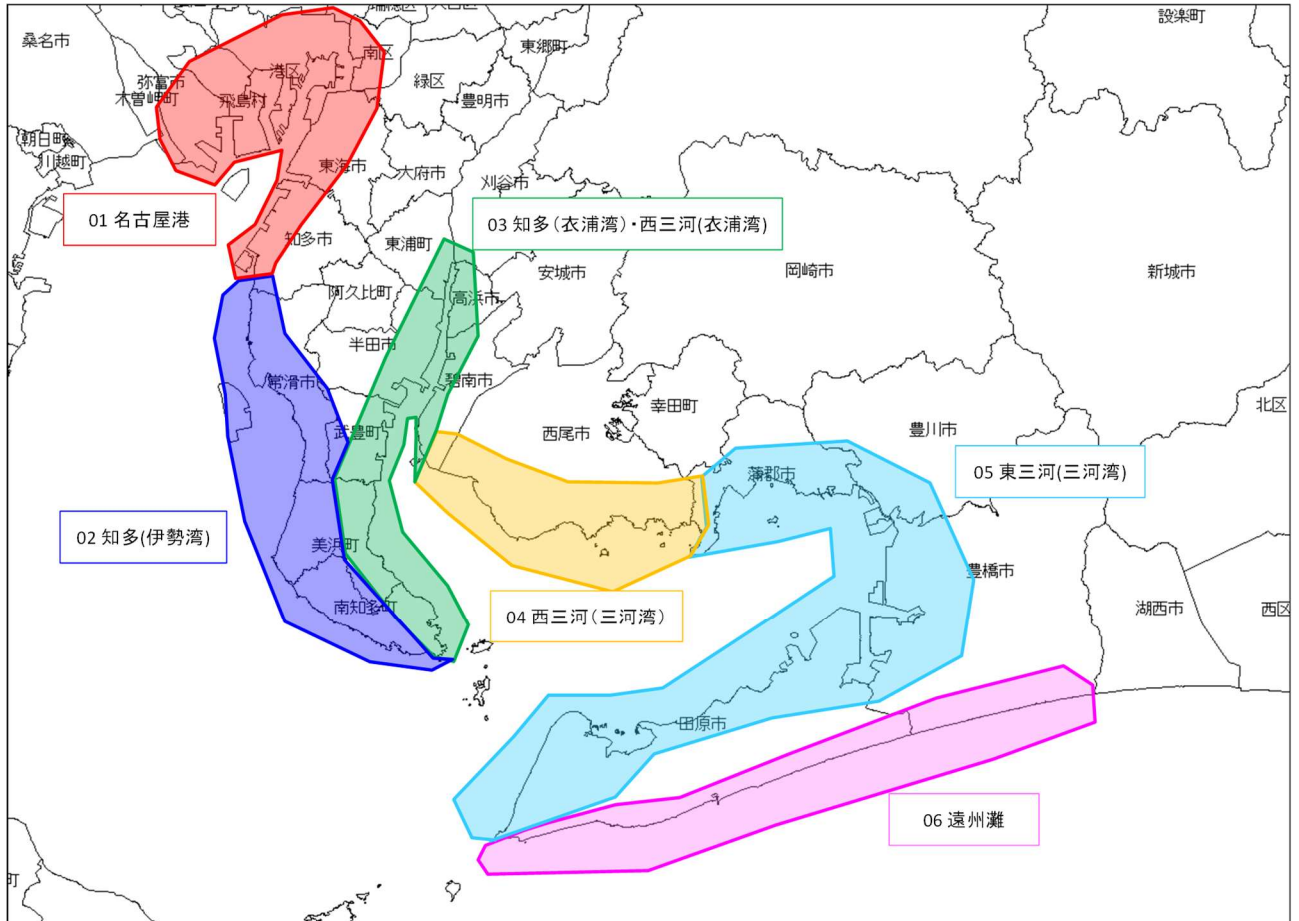 瑞穂区
設楽町
桑名市
南区
東郷町
港区
緑区
弥富市
木曽岬町
飛島村
豊明市
朝日町
川越町
東海市
大府市
刈谷市
01 名古屋港
03 知多(衣浦湾)・西三河(衣浦湾)
知多市
東浦町
安城市
岡崎市
新城市
阿久比町
高浜市
半田市
常滑市
碧南市
幸田町
北区
武豊町
西尾市
豊川市
蒲郡市
05 東三河(三河湾)
02 知多(伊勢湾)
美浜町
豊橋市
南知多町
04 西三河(三河湾)
湖西市
西区
田原市
06 遠州灘
町